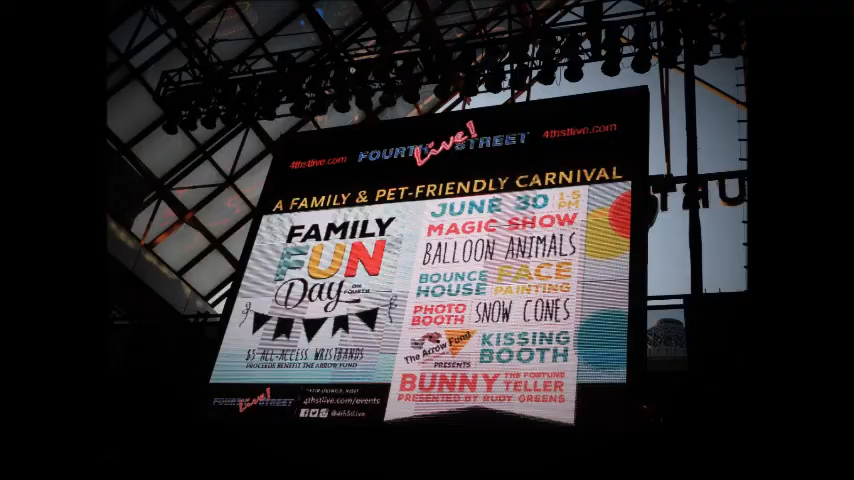 4thstlive.com FOURTH Live! STREET 4thstlive.com
A FAMILY & PET-FRIENDLY CARNIVAL
FAMILY
FUN
Day ON FOURTH
$5 ALL-ACCESS WRISTBANDS
PROCEEDS BENEFIT THE ARROW FUND
JUNE 30 1-5 PM
MAGIC SHOW
BALLOON ANIMALS
BOUNCE HOUSE FACE PAINTING
PHOTO BOOTH SNOW CONES
The Arrow Fund PRESENTS KISSING BOOTH
BUNNY THE FORTUNE TELLER
PRESENTED BY RUDY GREENS
FOURTH Live! STREET
4thstlive.com/events
@4thStLive